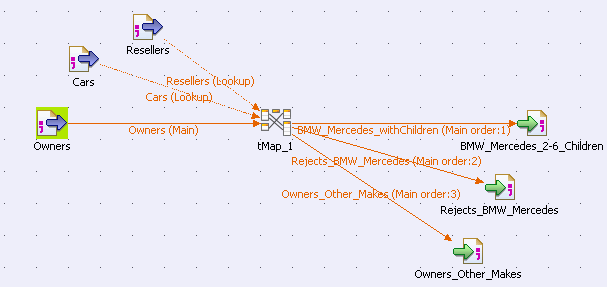 Resellers
Cars
Resellers (Lookup)
Cars (Lookup)
Owners
Owners (Main)
tMap_1
BMW_Mercedes_withChildren (Main order:1)
BMW_Mercedes_2-6_Children
Rejects_BMW_Mercedes (Main order:2)
Rejects_BMW_Mercedes
Owners_Other_Makes (Main order:3)
Owners_Other_Makes